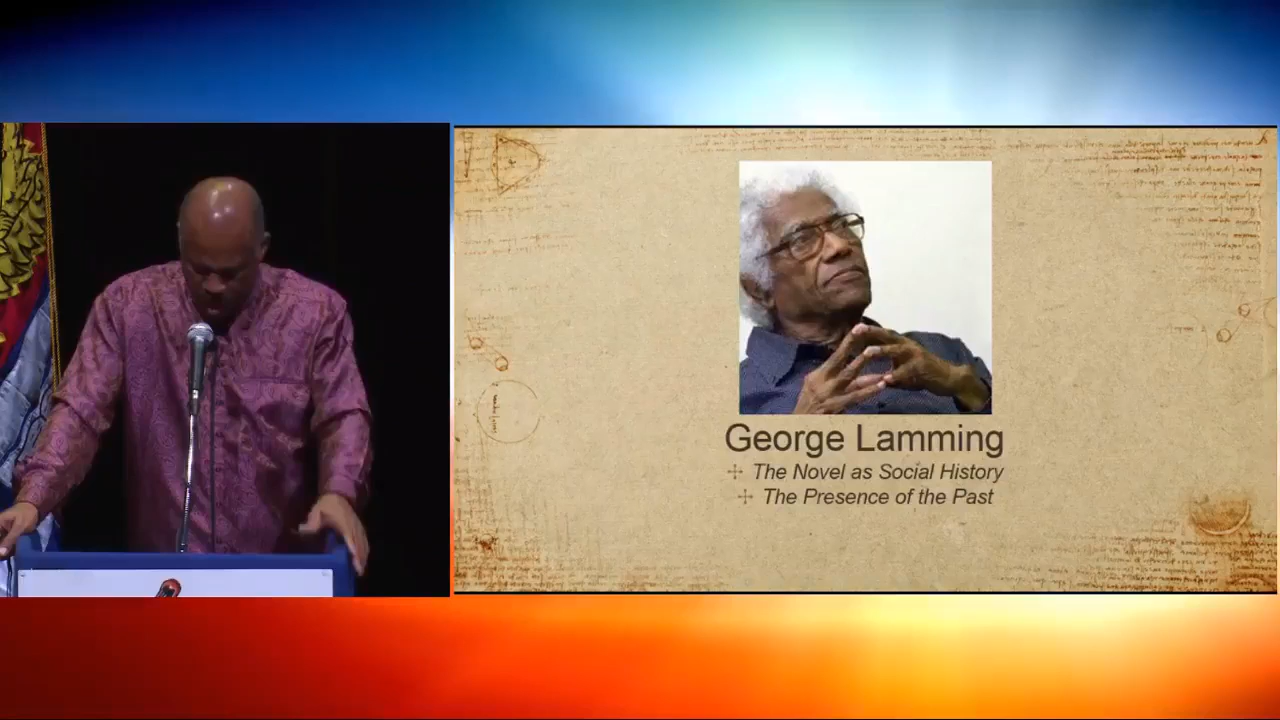 George Lamming
The Novel as Social History
The Presence of the Past